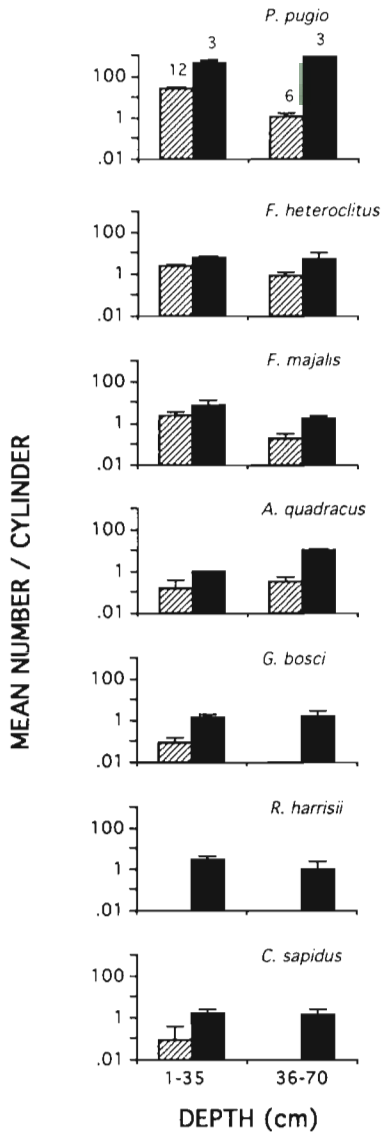 P. pugio
12 3 6 3
100
1
.01
F. heteroclitus
100
1
.01
F. majalis
100
1
.01
A. quadracus
100
1
.01
G. bosci
100
1
.01
R. harrisii
100
1
.01
C. sapidus
100
1
.01
1-35 36-70
DEPTH (cm)
MEAN NUMBER / CYLINDER